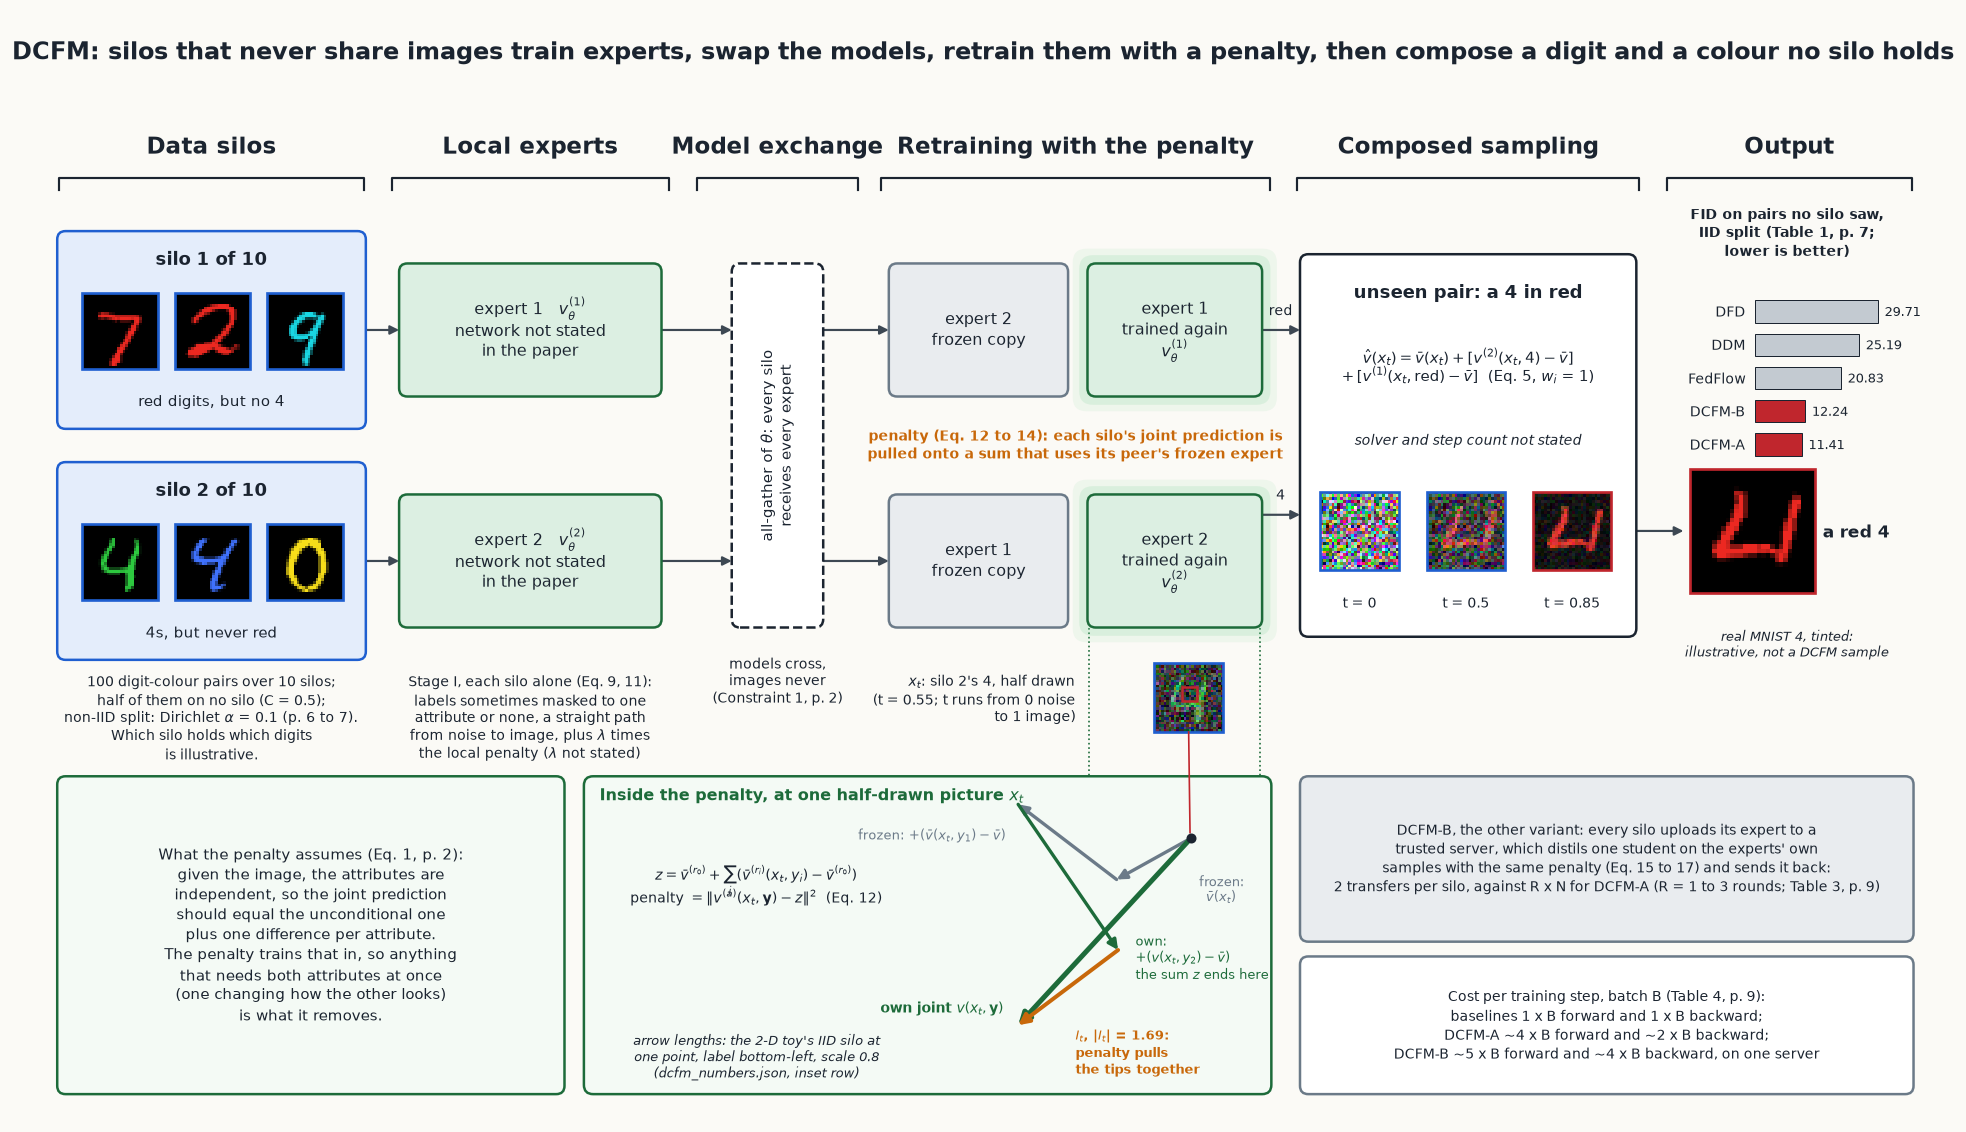 DCFM: silos that never share images train experts, swap the models, retrain them with a penalty, then compose a digit and a colour no silo holds
Data silos
Local experts
Model exchange
Retraining with the penalty
Composed sampling
Output
silo 1 of 10
red digits, but no 4
silo 2 of 10
4s, but never red
100 digit-colour pairs over 10 silos;
half of them on no silo (C = 0.5);
non-IID split: Dirichlet α = 0.1 (p. 6 to 7).
Which silo holds which digits
is illustrative.
expert 1 v_θ^(1)
network not stated
in the paper
expert 2 v_θ^(2)
network not stated
in the paper
Stage I, each silo alone (Eq. 9, 11):
labels sometimes masked to one
attribute or none, a straight path
from noise to image, plus λ times
the local penalty (λ not stated)
all-gather of θ: every silo
receives every expert
models cross,
images never
(Constraint 1, p. 2)
expert 2
frozen copy
expert 1
trained again
v_θ^(1)
red
penalty (Eq. 12 to 14): each silo's joint prediction is
pulled onto a sum that uses its peer's frozen expert
expert 1
frozen copy
expert 2
trained again
v_θ^(2)
4
x_t: silo 2's 4, half drawn
(t = 0.55; t runs from 0 noise
to 1 image)
unseen pair: a 4 in red
v̂(x_t) = v̄(x_t) + [v^(2)(x_t, 4) − v̄]
+ [v^(1)(x_t, red) − v̄] (Eq. 5, w_i = 1)
solver and step count not stated
t = 0
t = 0.5
t = 0.85
FID on pairs no silo saw,
IID split (Table 1, p. 7;
lower is better)
DFD 29.71
DDM 25.19
FedFlow 20.83
DCFM-B 12.24
DCFM-A 11.41
a red 4
real MNIST 4, tinted:
illustrative, not a DCFM sample
What the penalty assumes (Eq. 1, p. 2):
given the image, the attributes are
independent, so the joint prediction
should equal the unconditional one
plus one difference per attribute.
The penalty trains that in, so anything
that needs both attributes at once
(one changing how the other looks)
is what it removes.
Inside the penalty, at one half-drawn picture x_t
frozen: +(v̄(x_t, y_1) − v̄)
z = v̄^(r_0) + ∑_i (v̄^(r_i)(x_t, y_i) − v̄^(r_0))
penalty = ‖v^(s)(x_t, y) − z‖² (Eq. 12)
frozen:
v̄(x_t)
own:
+(v(x_t, y_2) − v̄)
the sum z ends here
own joint v(x_t, y)
l_t, |l_t| = 1.69:
penalty pulls
the tips together
arrow lengths: the 2-D toy's IID silo at
one point, label bottom-left, scale 0.8
(dcfm_numbers.json, inset row)
DCFM-B, the other variant: every silo uploads its expert to a
trusted server, which distils one student on the experts' own
samples with the same penalty (Eq. 15 to 17) and sends it back:
2 transfers per silo, against R x N for DCFM-A (R = 1 to 3 rounds; Table 3, p. 9)
Cost per training step, batch B (Table 4, p. 9):
baselines 1 x B forward and 1 x B backward;
DCFM-A ~4 x B forward and ~2 x B backward;
DCFM-B ~5 x B forward and ~4 x B backward, on one server